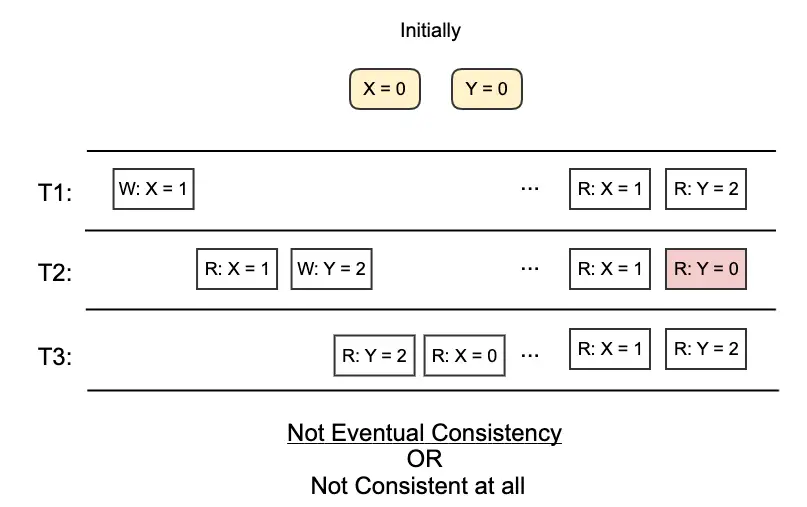 Initially
X = 0 Y = 0
T1: W: X = 1 ... R: X = 1 R: Y = 2
T2: R: X = 1 W: Y = 2 ... R: X = 1 R: Y = 0
T3: R: Y = 2 R: X = 0 ... R: X = 1 R: Y = 2
Not Eventual Consistency
OR
Not Consistent at all